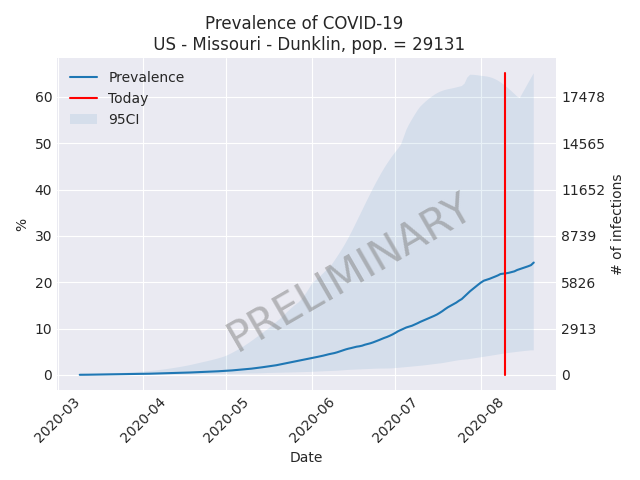 Prevalence of COVID-19
US - Missouri - Dunklin, pop. = 29131
Prevalence
Today
95CI
PRELIMINARY
%
60
50
40
30
20
10
0
17478
14565
11652
8739
5826
2913
0
# of infections
2020-03
2020-04
2020-05
2020-06
2020-07
2020-08
Date